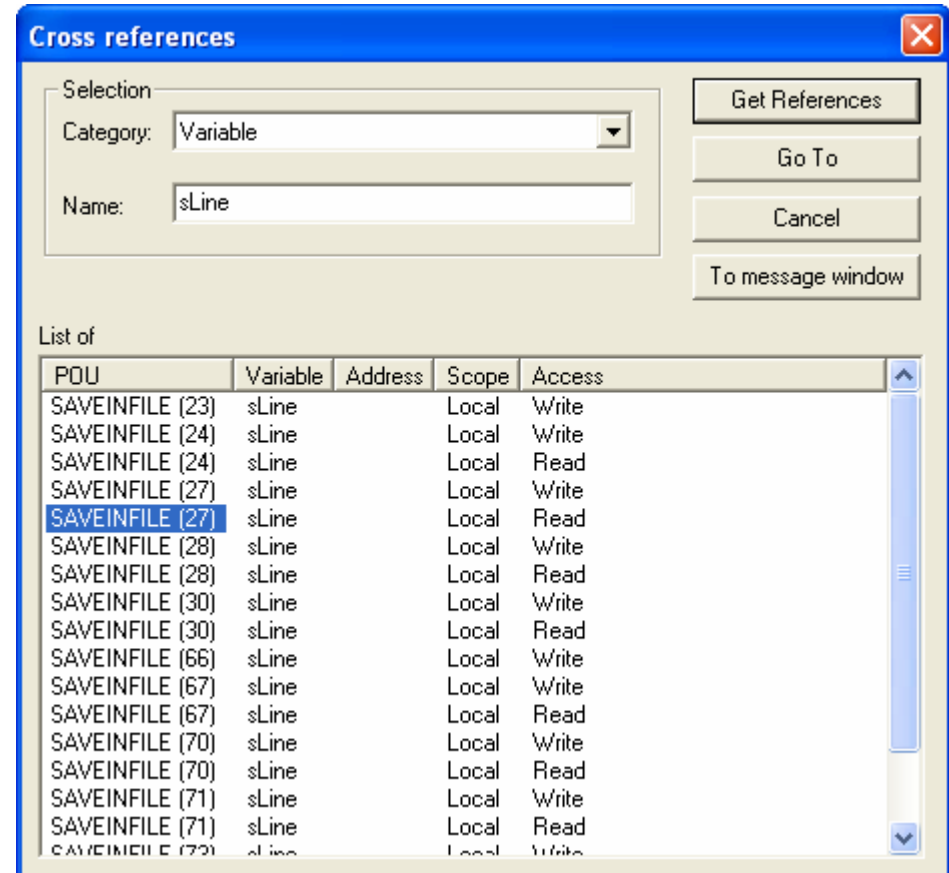 Cross references
Selection
Category: Variable
Name: sLine
Get References
Go To
Cancel
To message window
List of
POU Variable Address Scope Access
SAVEINFILE (23) sLine Local Write
SAVEINFILE (24) sLine Local Write
SAVEINFILE (24) sLine Local Read
SAVEINFILE (27) sLine Local Write
SAVEINFILE (27) sLine Local Read
SAVEINFILE (28) sLine Local Write
SAVEINFILE (28) sLine Local Read
SAVEINFILE (30) sLine Local Write
SAVEINFILE (30) sLine Local Read
SAVEINFILE (66) sLine Local Write
SAVEINFILE (67) sLine Local Write
SAVEINFILE (67) sLine Local Read
SAVEINFILE (70) sLine Local Write
SAVEINFILE (70) sLine Local Read
SAVEINFILE (71) sLine Local Write
SAVEINFILE (71) sLine Local Read
SAVEINFILE sLine Local Write